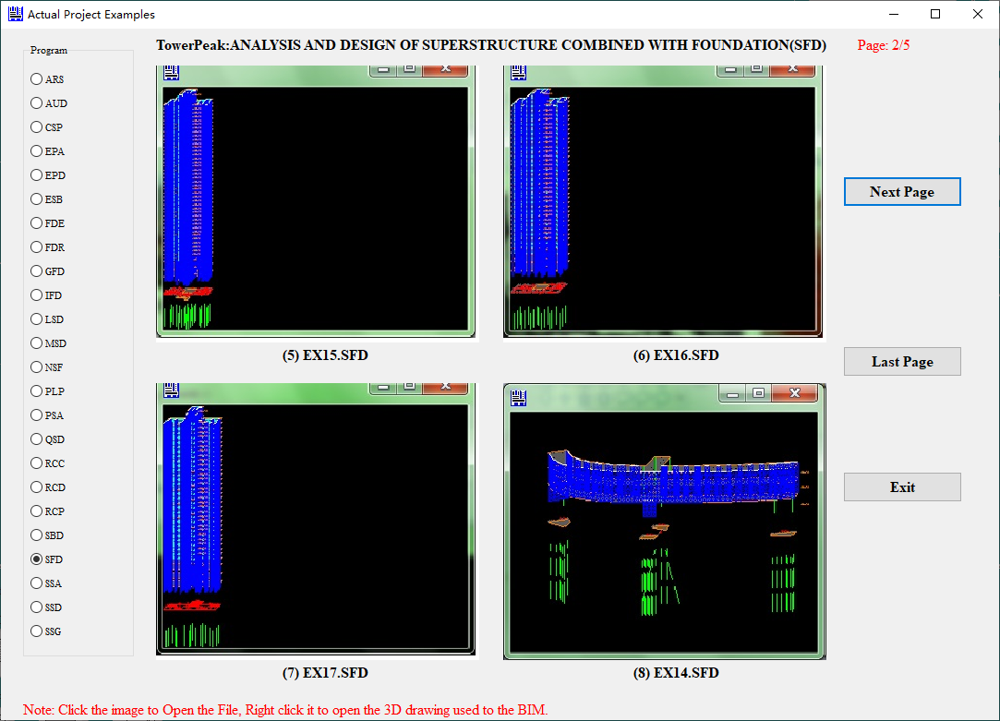 Actual Project Examples
Program
TowerPeak:ANALYSIS AND DESIGN OF SUPERSTRUCTURE COMBINED WITH FOUNDATION(SFD)
Page: 2/5
ARS
AUD
CSP
EPA
EPD
ESB
FDE
FDR
GFD
IFD
LSD
MSD
NSF
PLP
PSA
QSD
RCC
RCD
RCP
SBD
SFD
SSA
SSD
SSG
(5) EX15.SFD
(6) EX16.SFD
(7) EX17.SFD
(8) EX14.SFD
Next Page
Last Page
Exit
Note: Click the image to Open the File, Right click it to open the 3D drawing used to the BIM.